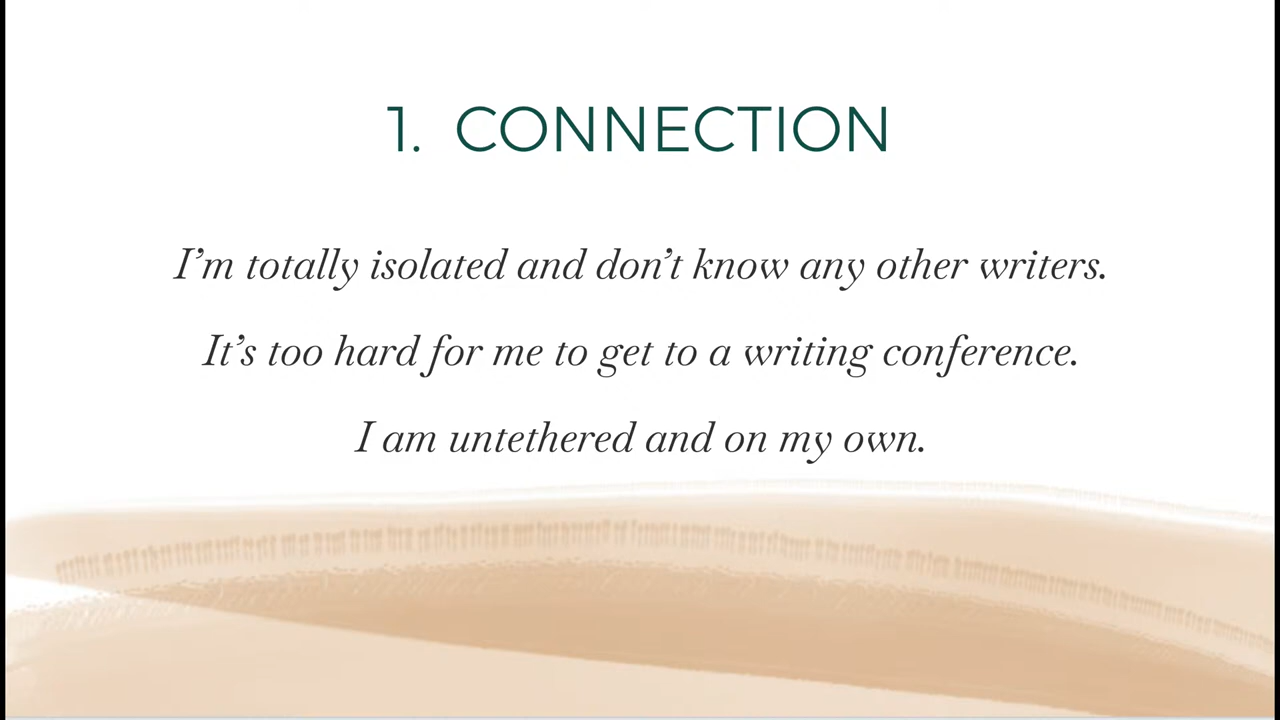 1. CONNECTION
I’m totally isolated and don’t know any other writers.
It’s too hard for me to get to a writing conference.
I am untethered and on my own.